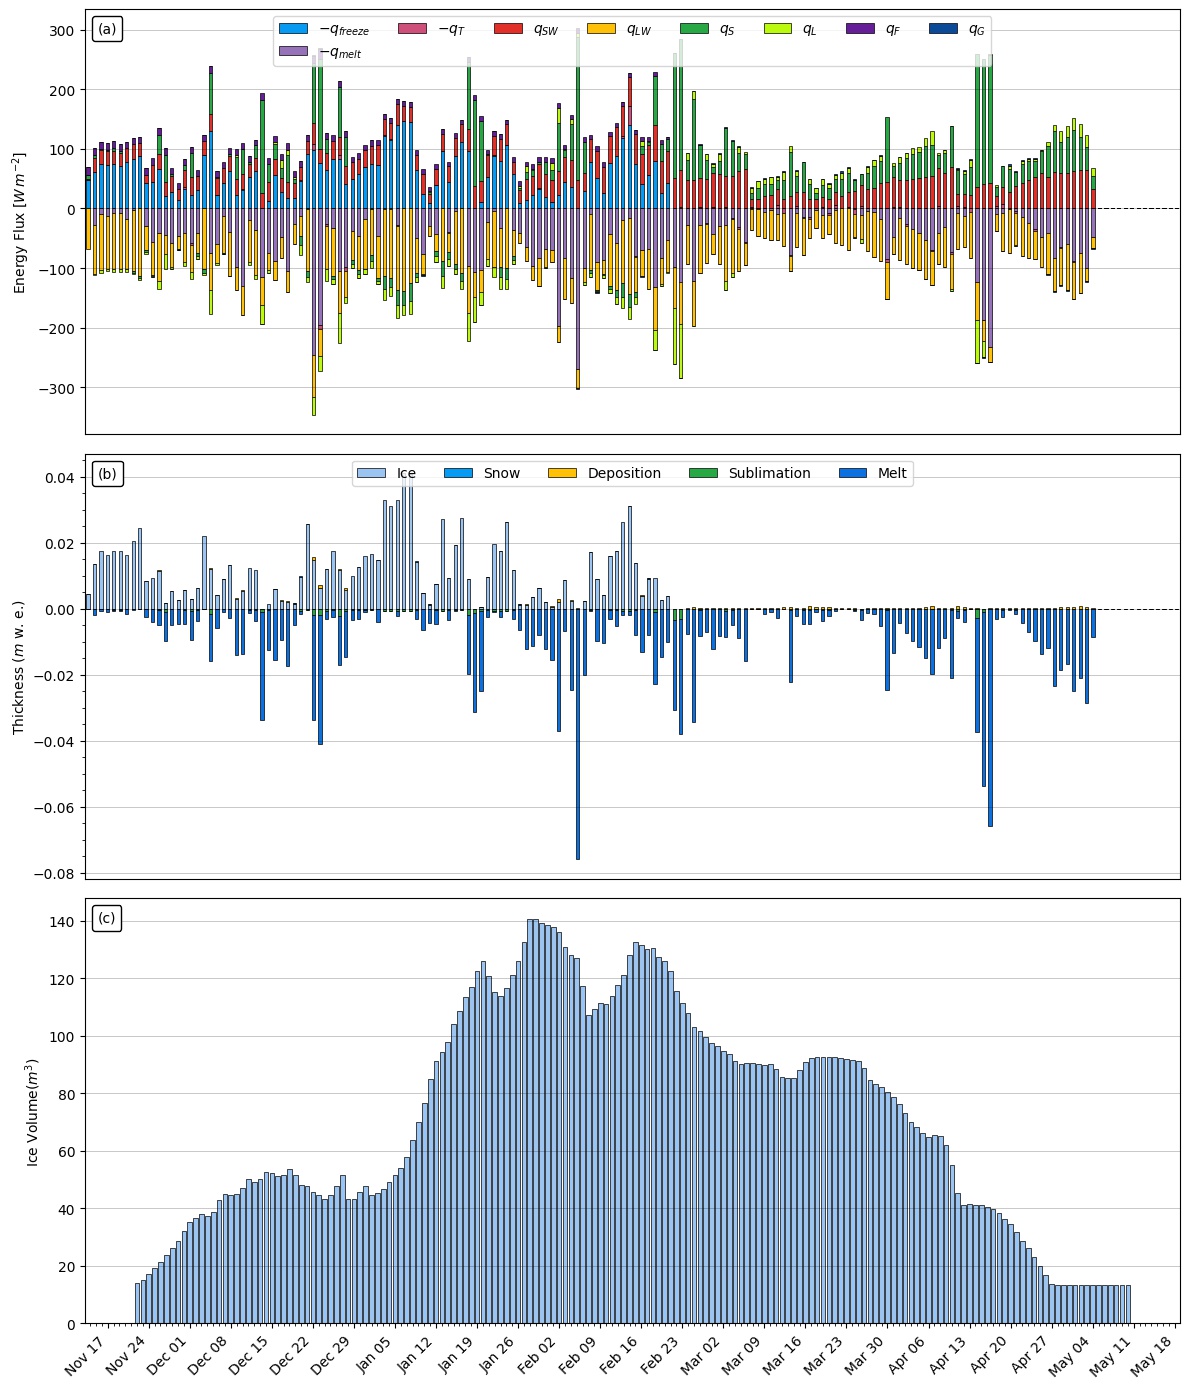 (a)
−q_freeze −q_T q_SW q_LW q_S q_L q_F q_G
−q_melt
300
200
100
0
−100
−200
−300
Energy Flux [W m⁻²]
(b)
Ice Snow Deposition Sublimation Melt
0.04
0.02
0.00
−0.02
−0.04
−0.06
−0.08
Thickness (m w. e.)
(c)
140
120
100
80
60
40
20
0
Ice Volume(m³)
Nov 17 Nov 24 Dec 01 Dec 08 Dec 15 Dec 22 Dec 29 Jan 05 Jan 12 Jan 19 Jan 26 Feb 02 Feb 09 Feb 16 Feb 23 Mar 02 Mar 09 Mar 16 Mar 23 Mar 30 Apr 06 Apr 13 Apr 20 Apr 27 May 04 May 11 May 18